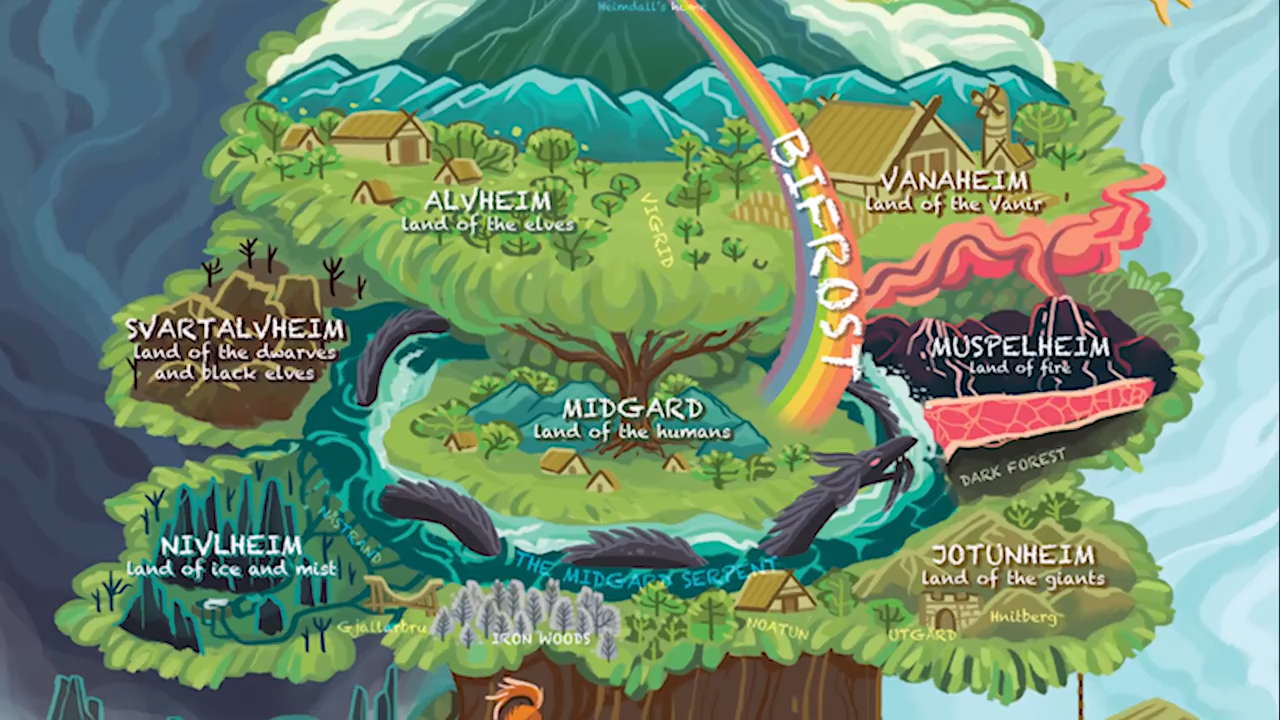 Heimdall's home
BIFROST
VANAHEIM
land of the Vanir
ALVHEIM
land of the elves
VIGRID
SVARTALVHEIM
land of the dwarves
and black elves
MUSPELHEIM
land of fire
MIDGARD
land of the humans
DARK FOREST
NASTRAND
NIVLHEIM
land of ice and mist
THE MIDGARD SERPENT
JOTUNHEIM
land of the giants
Hnitberg
Gjallarbru
IRON WOODS
NOATUN
UTGARD